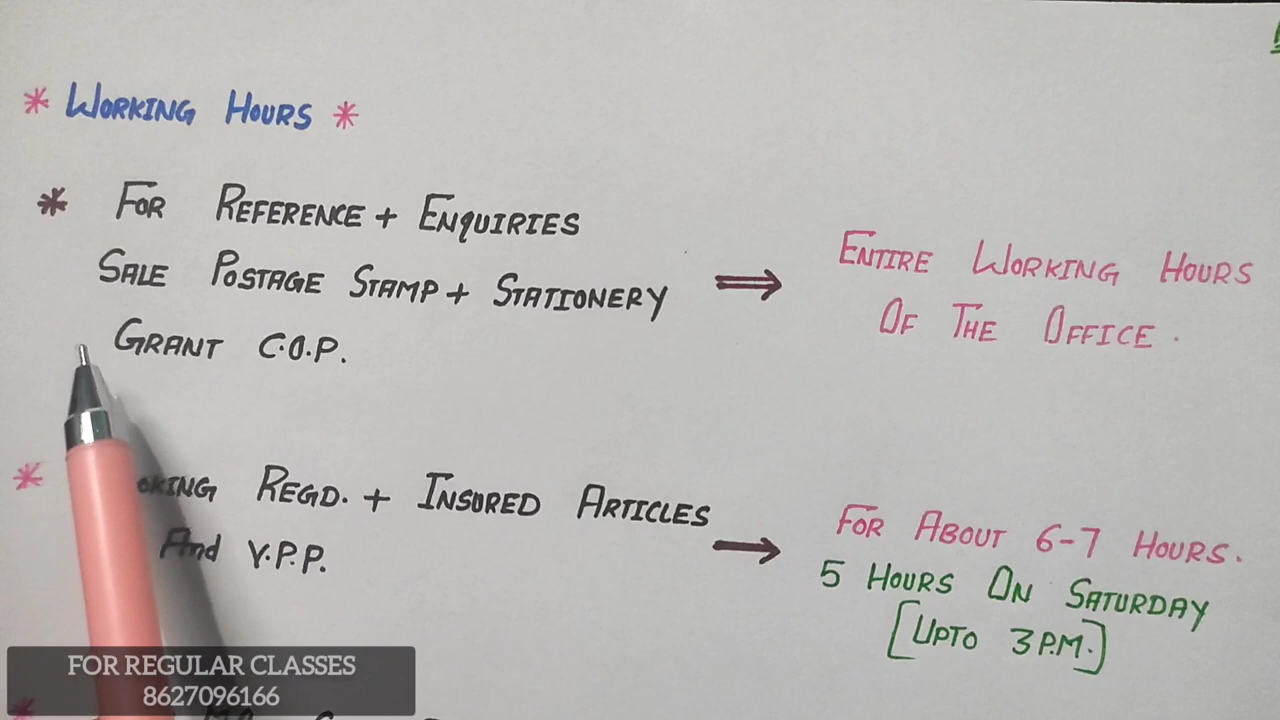 * WORKING HOURS *
* FOR REFERENCE + ENQUIRIES
SALE POSTAGE STAMP + STATIONERY
GRANT C.O.P.
⇒ ENTIRE WORKING HOURS
OF THE OFFICE.
* OKING REGD. + INSURED ARTICLES
And V.P.P.
→ FOR ABOUT 6-7 HOURS.
5 HOURS ON SATURDAY
[UPTO 3 P.M.]
FOR REGULAR CLASSES
8627096166